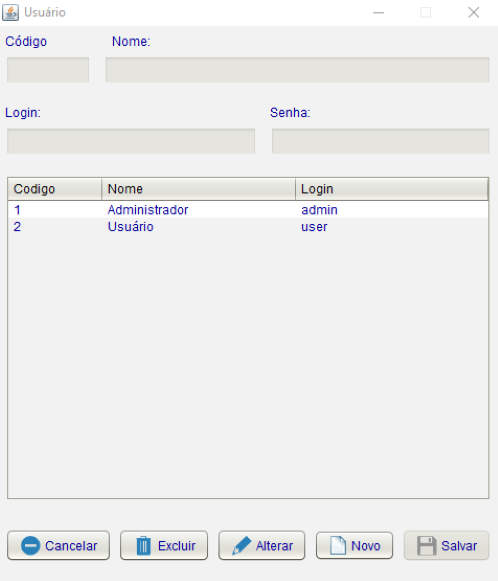 Usuário
Código Nome:
Login: Senha:
Codigo Nome Login
1 Administrador admin
2 Usuário user
Cancelar Excluir Alterar Novo Salvar